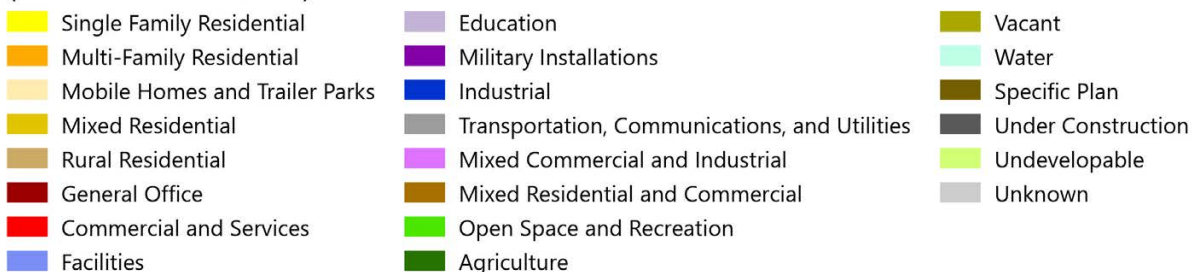 Single Family Residential
Multi-Family Residential
Mobile Homes and Trailer Parks
Mixed Residential
Rural Residential
General Office
Commercial and Services
Facilities
Education
Military Installations
Industrial
Transportation, Communications, and Utilities
Mixed Commercial and Industrial
Mixed Residential and Commercial
Open Space and Recreation
Agriculture
Vacant
Water
Specific Plan
Under Construction
Undevelopable
Unknown